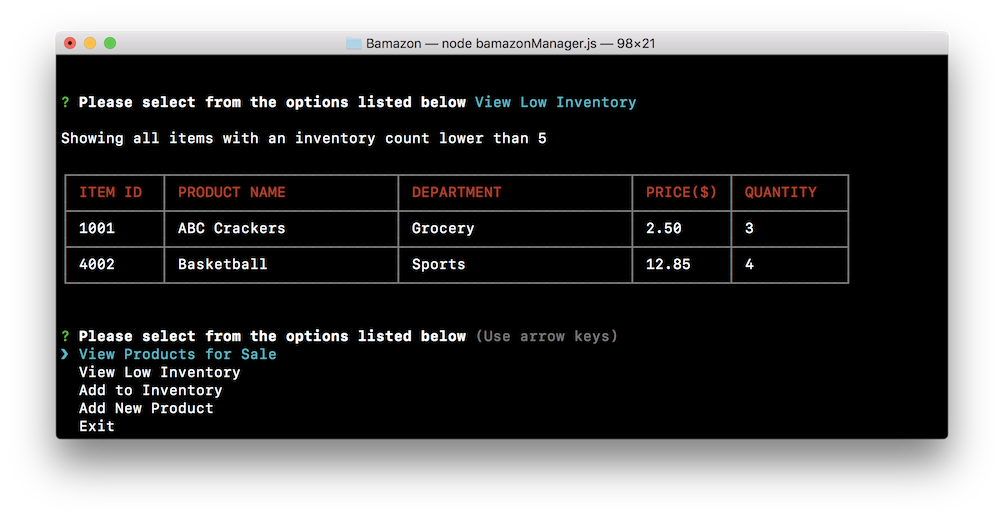 Bamazon — node bamazonManager.js — 98×21
? Please select from the options listed below View Low Inventory
Showing all items with an inventory count lower than 5
ITEM ID PRODUCT NAME DEPARTMENT PRICE($) QUANTITY
1001 ABC Crackers Grocery 2.50 3
4002 Basketball Sports 12.85 4
? Please select from the options listed below (Use arrow keys)
❯ View Products for Sale
View Low Inventory
Add to Inventory
Add New Product
Exit